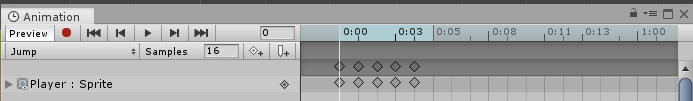 Animation
Preview 0 0:00 0:03 0:05 0:08 0:11 0:13 1:00
Jump Samples 16
Player : Sprite